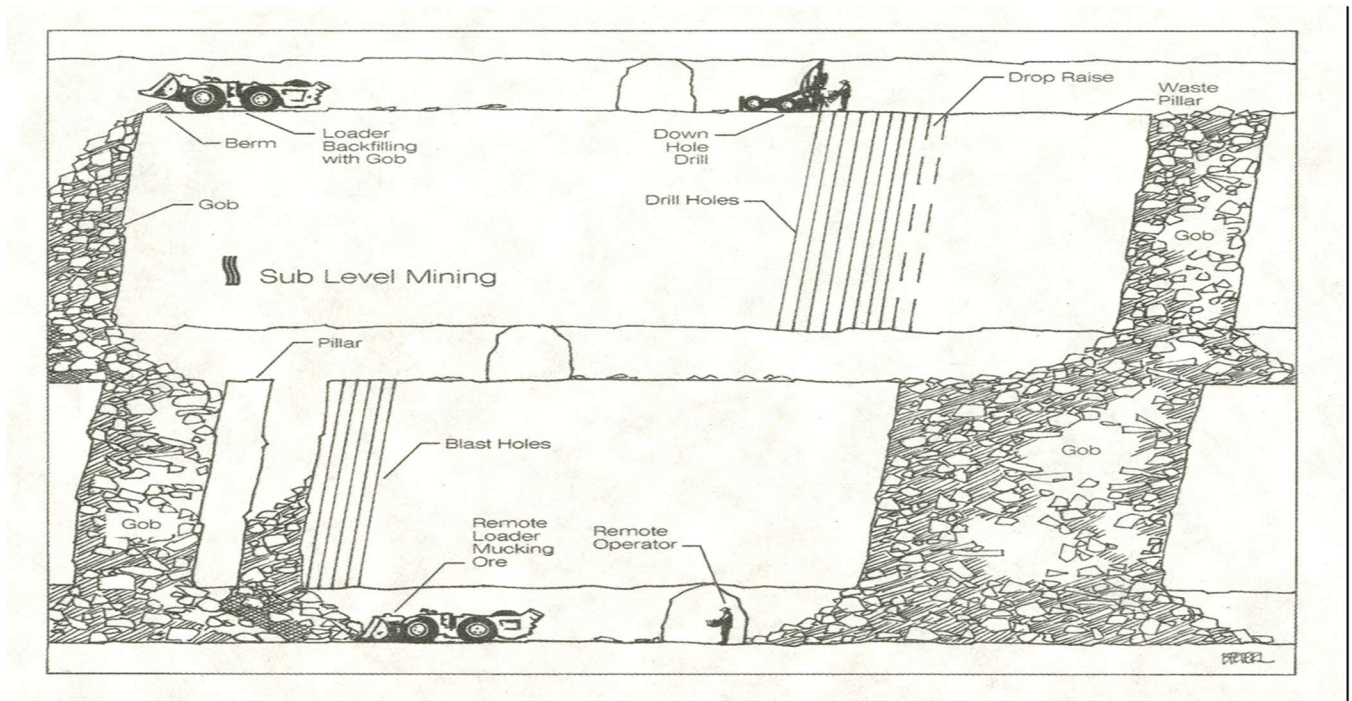 Drop Raise
Waste
Pillar
Berm
Loader
Backfilling
with Gob
Down
Hole
Drill
Gob
Drill Holes
Gob
Sub Level Mining
Pillar
Blast Holes
Gob
Gob
Remote
Loader
Mucking
Ore
Remote
Operator